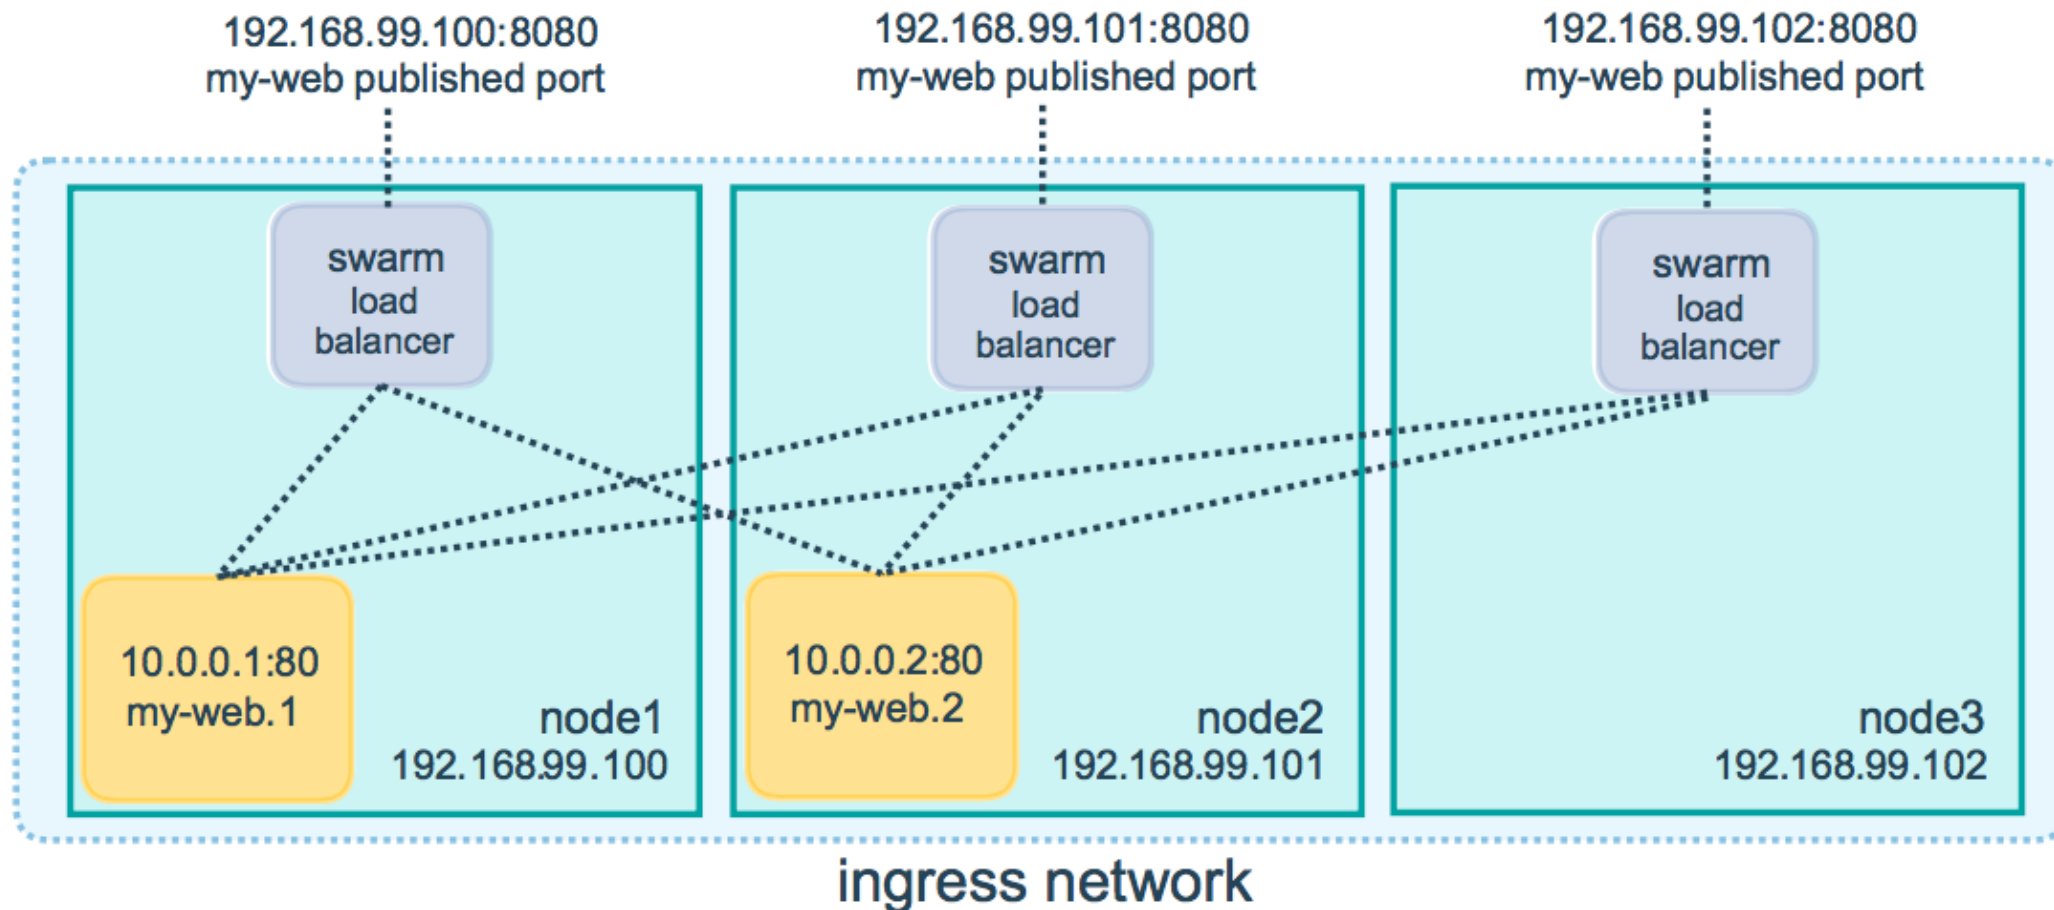 192.168.99.100:8080
my-web published port
192.168.99.101:8080
my-web published port
192.168.99.102:8080
my-web published port
swarm
load
balancer
swarm
load
balancer
swarm
load
balancer
10.0.0.1:80
my-web.1
node1
192.168.99.100
10.0.0.2:80
my-web.2
node2
192.168.99.101
node3
192.168.99.102
ingress network